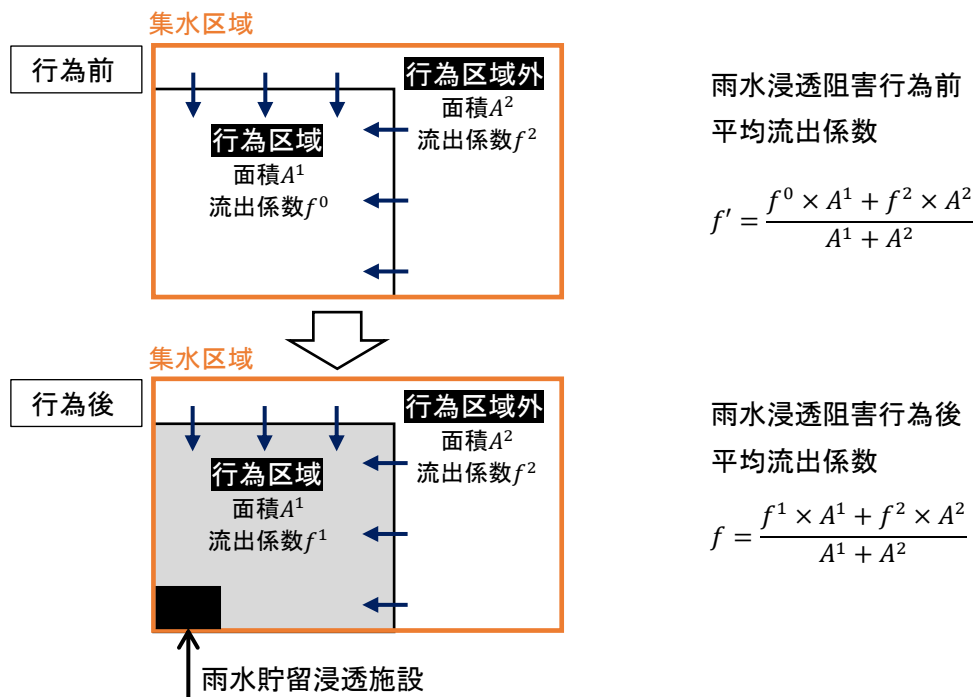 集水区域
行為前
行為区域外
面積A²
流出係数f²
行為区域
面積A¹
流出係数f⁰
雨水浸透阻害行為前
平均流出係数
f′ = (f⁰ × A¹ + f² × A²) / (A¹ + A²)
集水区域
行為後
行為区域外
面積A²
流出係数f²
行為区域
面積A¹
流出係数f¹
雨水貯留浸透施設
雨水浸透阻害行為後
平均流出係数
f = (f¹ × A¹ + f² × A²) / (A¹ + A²)